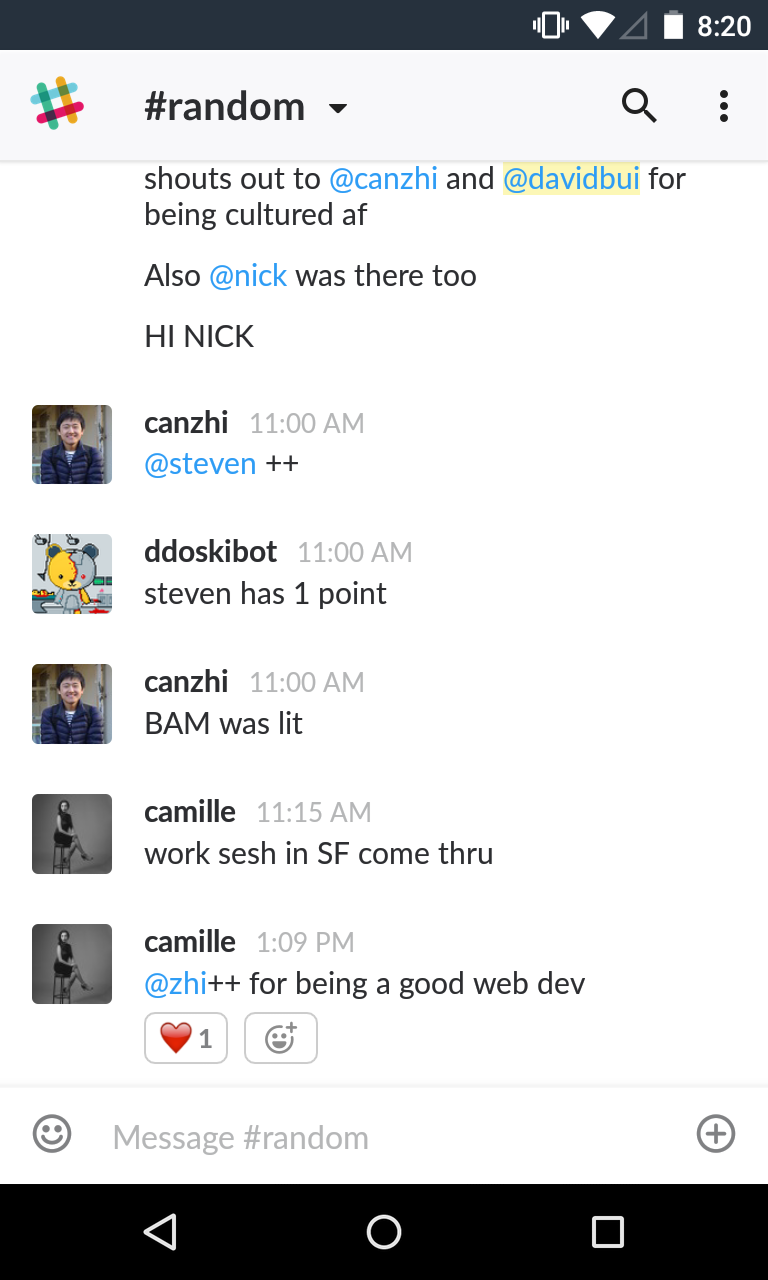 8:20
#random
shouts out to @canzhi and @davidbui for
being cultured af
Also @nick was there too
HI NICK
canzhi 11:00 AM
@steven ++
ddoskibot 11:00 AM
steven has 1 point
canzhi 11:00 AM
BAM was lit
camille 11:15 AM
work sesh in SF come thru
camille 1:09 PM
@zhi++ for being a good web dev
1
Message #random